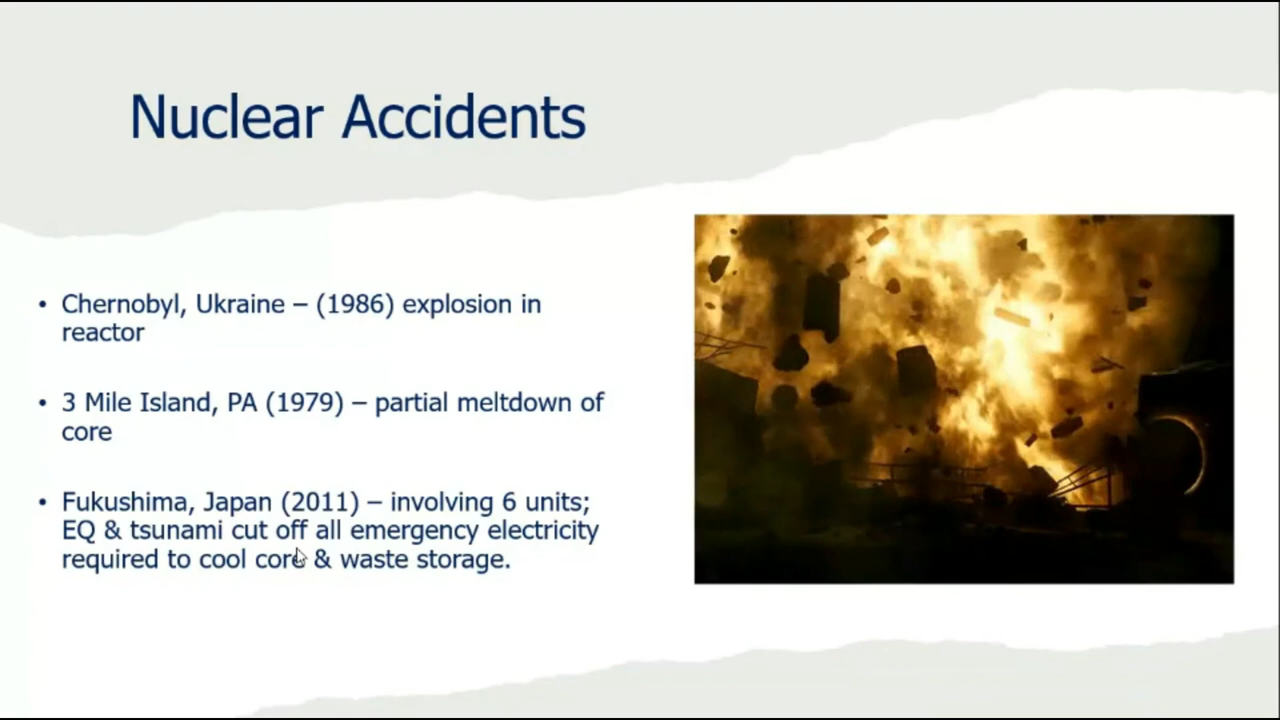 Nuclear Accidents
• Chernobyl, Ukraine – (1986) explosion in
reactor
• 3 Mile Island, PA (1979) – partial meltdown of
core
• Fukushima, Japan (2011) – involving 6 units;
EQ & tsunami cut off all emergency electricity
required to cool core & waste storage.